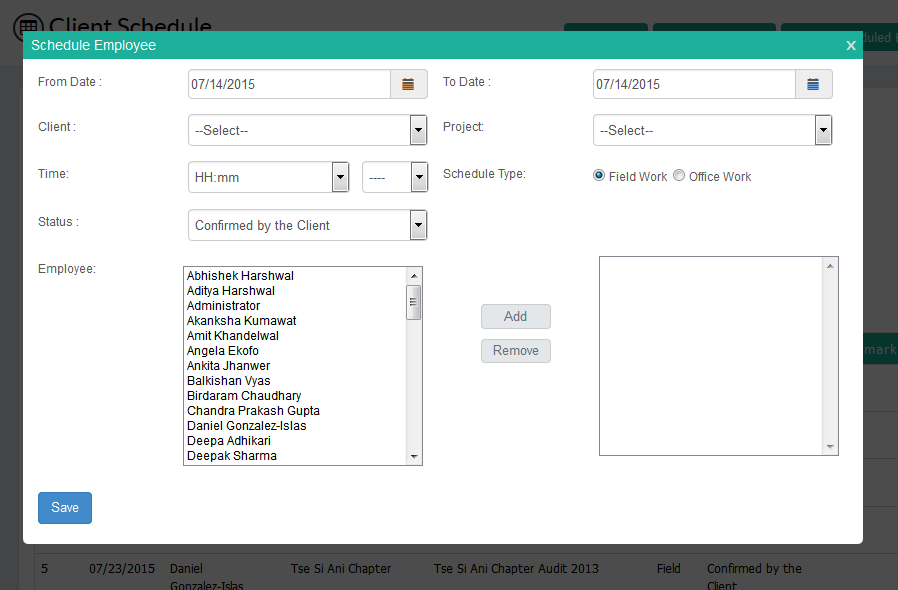 Client Schedule
Schedule Employee X
From Date : 07/14/2015 To Date : 07/14/2015
Client : --Select-- Project: --Select--
Time: HH:mm ---- Schedule Type: Field Work Office Work
Status : Confirmed by the Client
Employee:
Abhishek Harshwal
Aditya Harshwal
Administrator
Akanksha Kumawat
Amit Khandelwal
Angela Ekofo
Ankita Jhanwer
Balkishan Vyas
Birdaram Chaudhary
Chandra Prakash Gupta
Daniel Gonzalez-Islas
Deepa Adhikari
Deepak Sharma
Add
Remove
Save
5 07/23/2015 Daniel Tse Si Ani Chapter Tse Si Ani Chapter Audit 2013 Field Confirmed by the
Gonzalez-Islas Client